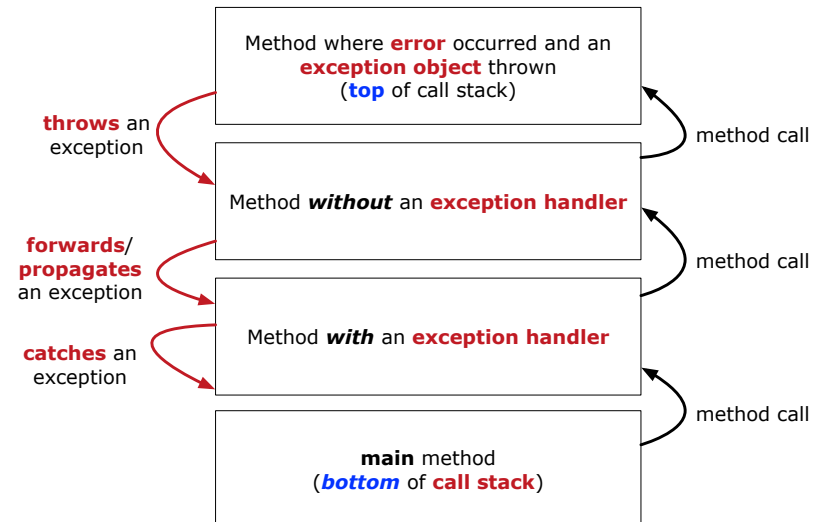 Method where error occurred and an
exception object thrown
(top of call stack)
throws an
exception
method call
Method without an exception handler
forwards/
propagates
an exception
method call
Method with an exception handler
catches an
exception
method call
main method
(bottom of call stack)